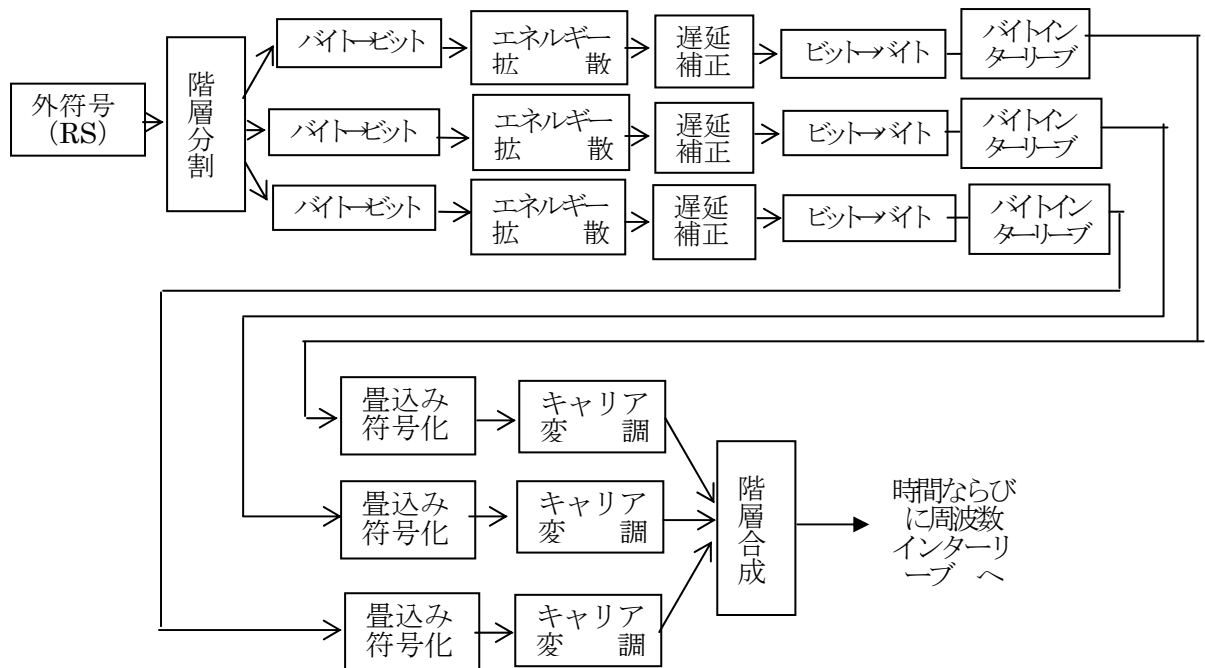 外符号
(RS)
階層分割
バイト→ビット
エネルギー
拡 散
遅延
補正
ビット→バイト
バイトイン
ターリーブ
バイト→ビット
エネルギー
拡 散
遅延
補正
ビット→バイト
バイトイン
ターリーブ
バイト→ビット
エネルギー
拡 散
遅延
補正
ビット→バイト
バイトイン
ターリーブ
畳込み
符号化
キャリア
変 調
畳込み
符号化
キャリア
変 調
畳込み
符号化
キャリア
変 調
階層合成
時間ならび
に周波数
インターリ
ーブ へ